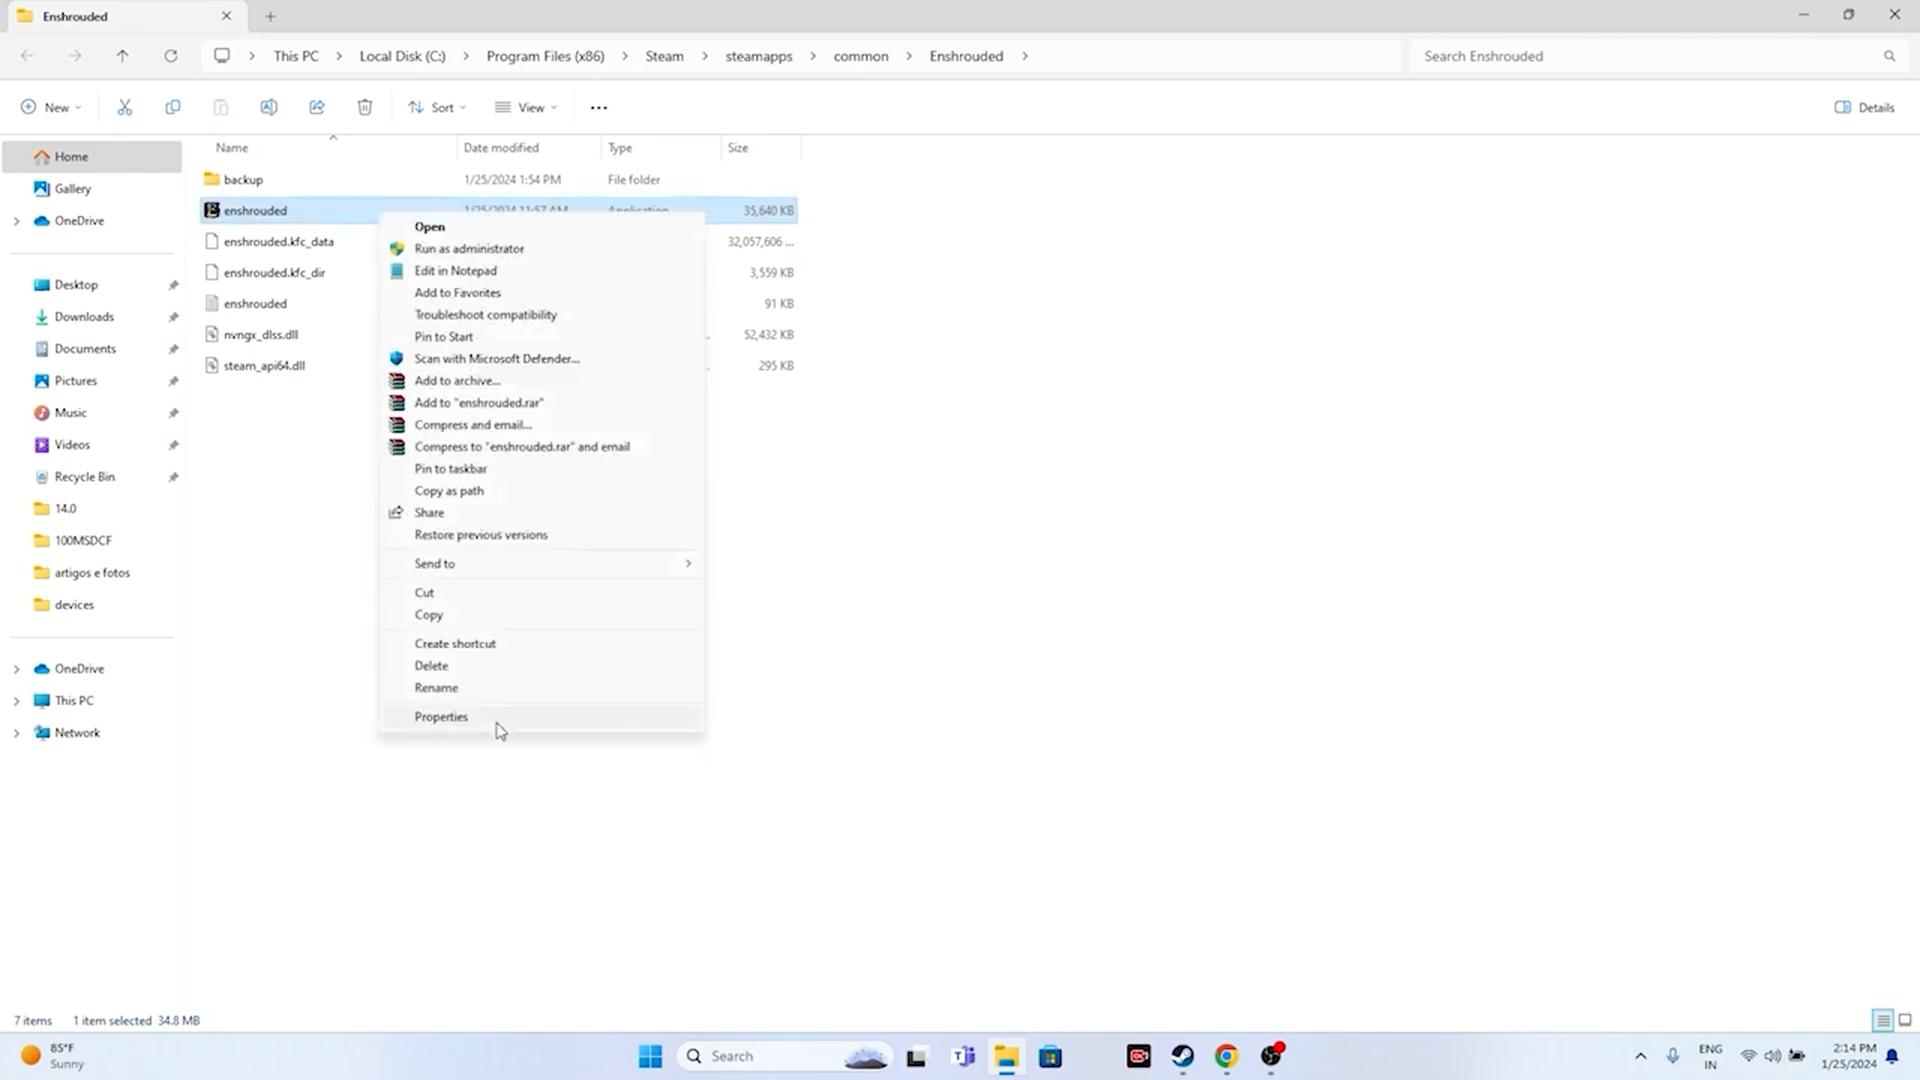 Enshrouded
This PC Local Disk (C:) Program Files (x86) Steam steamapps common Enshrouded
Search Enshrouded
New Sort View Details
Name Date modified Type Size
backup 1/25/2024 1:54 PM File folder
enshrouded 1/25/2024 11:57 AM Application 35,640 KB
enshrouded.kfc_data 32,057,606 ...
enshrouded.kfc_dir 3,559 KB
enshrouded 91 KB
nvngx_dlss.dll 52,432 KB
steam_api64.dll 295 KB
Home
Gallery
OneDrive
Desktop
Downloads
Documents
Pictures
Music
Videos
Recycle Bin
14.0
100MSDCF
artigos e fotos
devices
OneDrive
This PC
Network
Open
Run as administrator
Edit in Notepad
Add to Favorites
Troubleshoot compatibility
Pin to Start
Scan with Microsoft Defender...
Add to archive...
Add to "enshrouded.rar"
Compress and email...
Compress to "enshrouded.rar" and email
Pin to taskbar
Copy as path
Share
Restore previous versions
Send to
Cut
Copy
Create shortcut
Delete
Rename
Properties
7 items 1 item selected 34.8 MB
85°F
Sunny
Search
ENG
IN
2:14 PM
1/25/2024